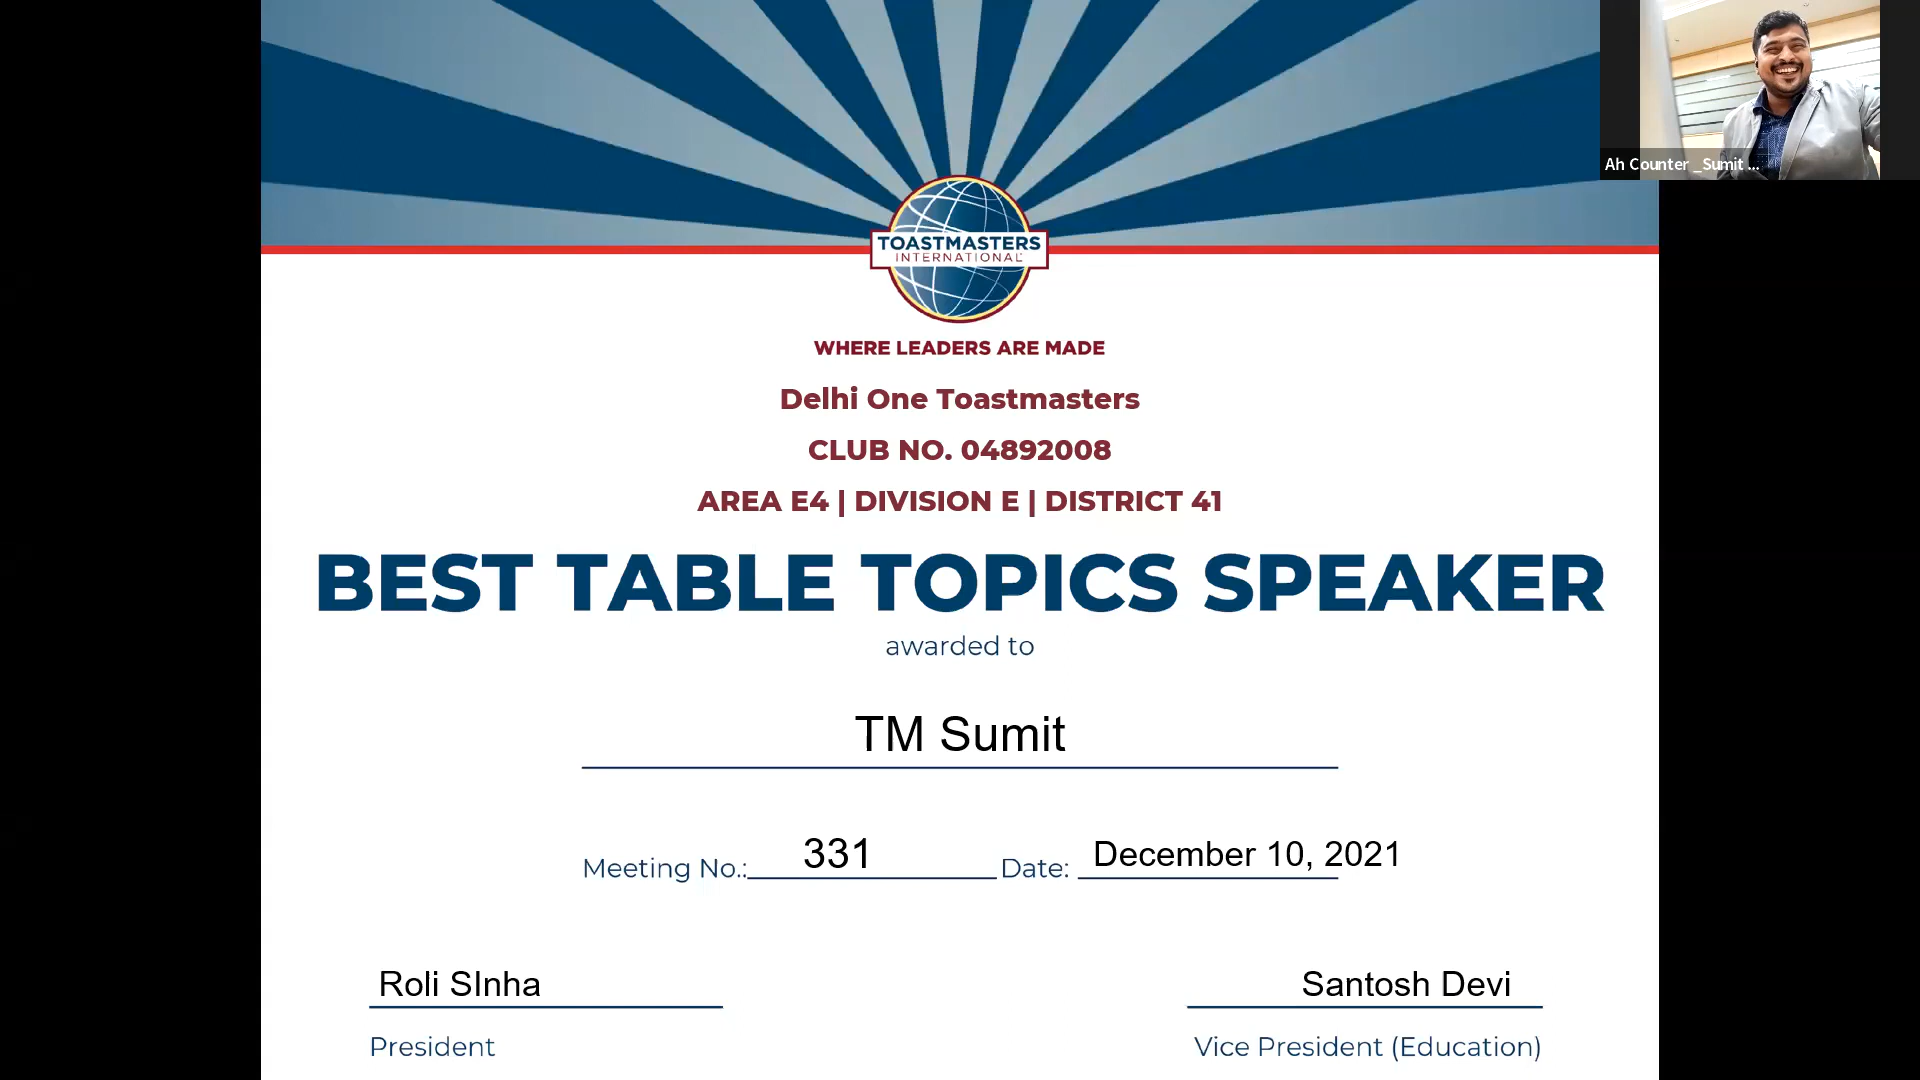 Ah Counter _Sumit ...
TOASTMASTERS
INTERNATIONAL
WHERE LEADERS ARE MADE
Delhi One Toastmasters
CLUB NO. 04892008
AREA E4 | DIVISION E | DISTRICT 41
BEST TABLE TOPICS SPEAKER
awarded to
TM Sumit
Meeting No.: 331 Date: December 10, 2021
Roli SInha Santosh Devi
President Vice President (Education)